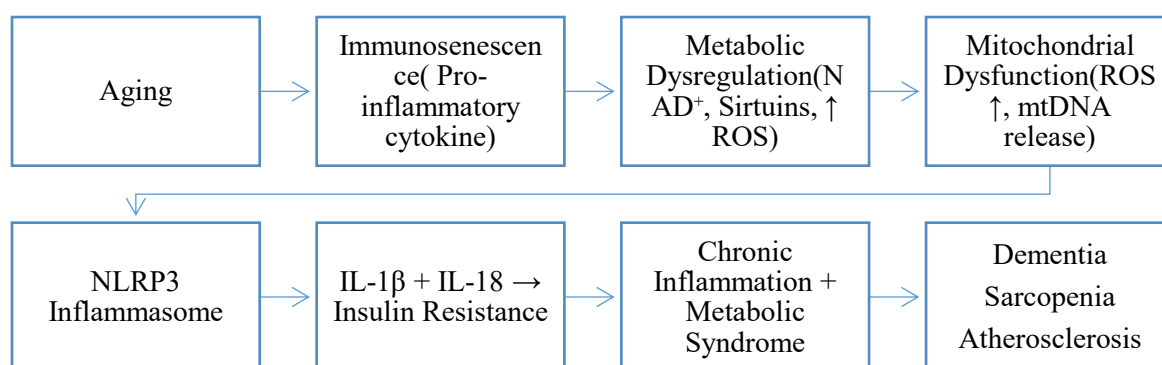 Aging
Immunosenescen
ce( Pro-
inflammatory
cytokine)
Metabolic
Dysregulation(N
AD⁺, Sirtuins, ↑
ROS)
Mitochondrial
Dysfunction(ROS
↑, mtDNA
release)
NLRP3
Inflammasome
IL-1β + IL-18 →
Insulin Resistance
Chronic
Inflammation +
Metabolic
Syndrome
Dementia
Sarcopenia
Atherosclerosis